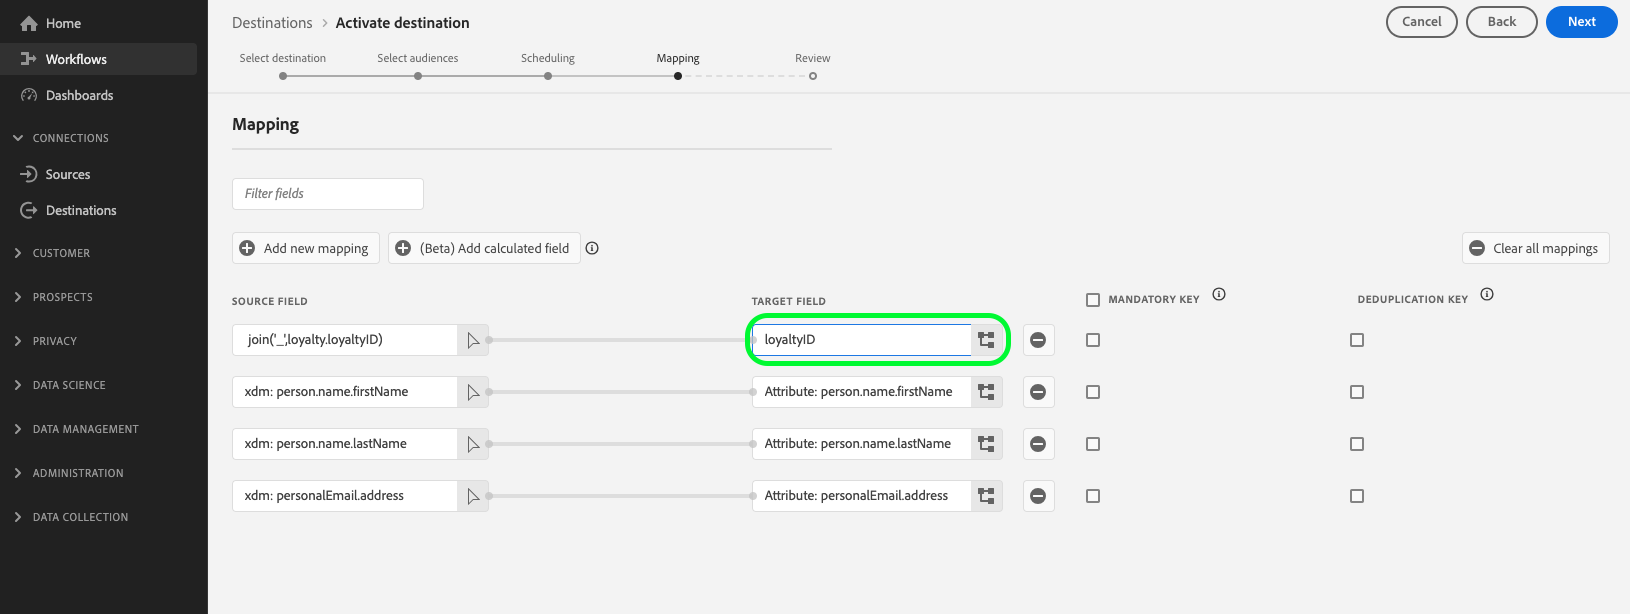 Home
Workflows
Dashboards
CONNECTIONS
Sources
Destinations
CUSTOMER
PROSPECTS
PRIVACY
DATA SCIENCE
DATA MANAGEMENT
ADMINISTRATION
DATA COLLECTION
Destinations > Activate destination
Cancel Back Next
Select destination Select audiences Scheduling Mapping Review
Mapping
Filter fields
Add new mapping (Beta) Add calculated field Clear all mappings
SOURCE FIELD TARGET FIELD MANDATORY KEY DEDUPLICATION KEY
join('_',loyalty.loyaltyID) loyaltyID
xdm: person.name.firstName Attribute: person.name.firstName
xdm: person.name.lastName Attribute: person.name.lastName
xdm: personalEmail.address Attribute: personalEmail.address